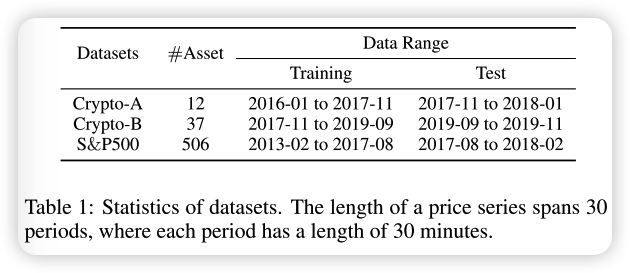 Datasets #Asset Data Range
Training Test
Crypto-A 12 2016-01 to 2017-11 2017-11 to 2018-01
Crypto-B 37 2017-11 to 2019-09 2019-09 to 2019-11
S&P500 506 2013-02 to 2017-08 2017-08 to 2018-02
Table 1: Statistics of datasets. The length of a price series spans 30
periods, where each period has a length of 30 minutes.